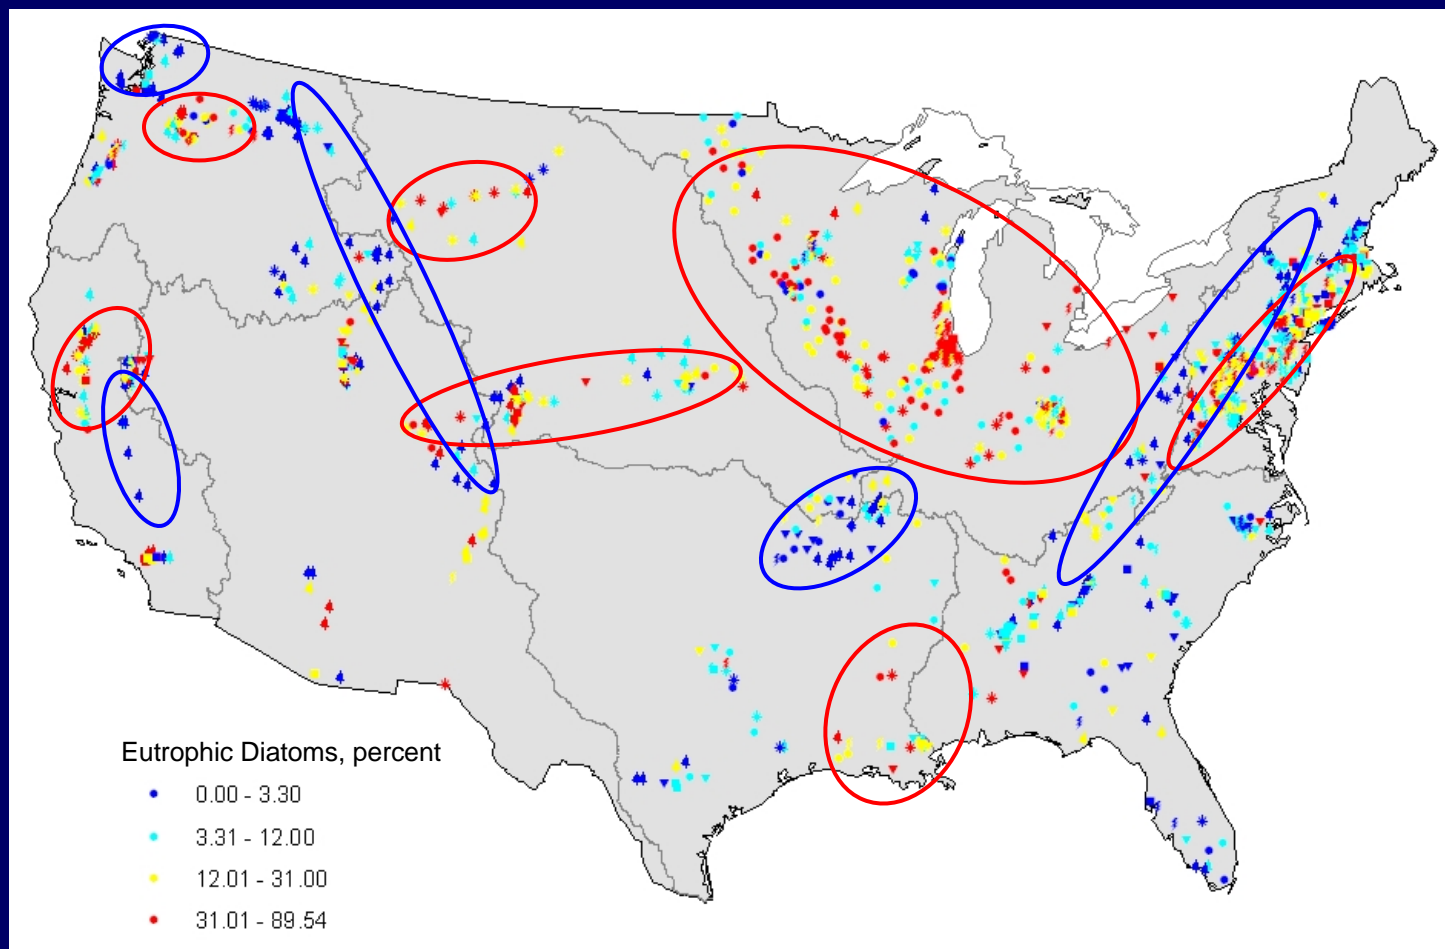 Eutrophic Diatoms, percent
0.00 - 3.30
3.31 - 12.00
12.01 - 31.00
31.01 - 89.54